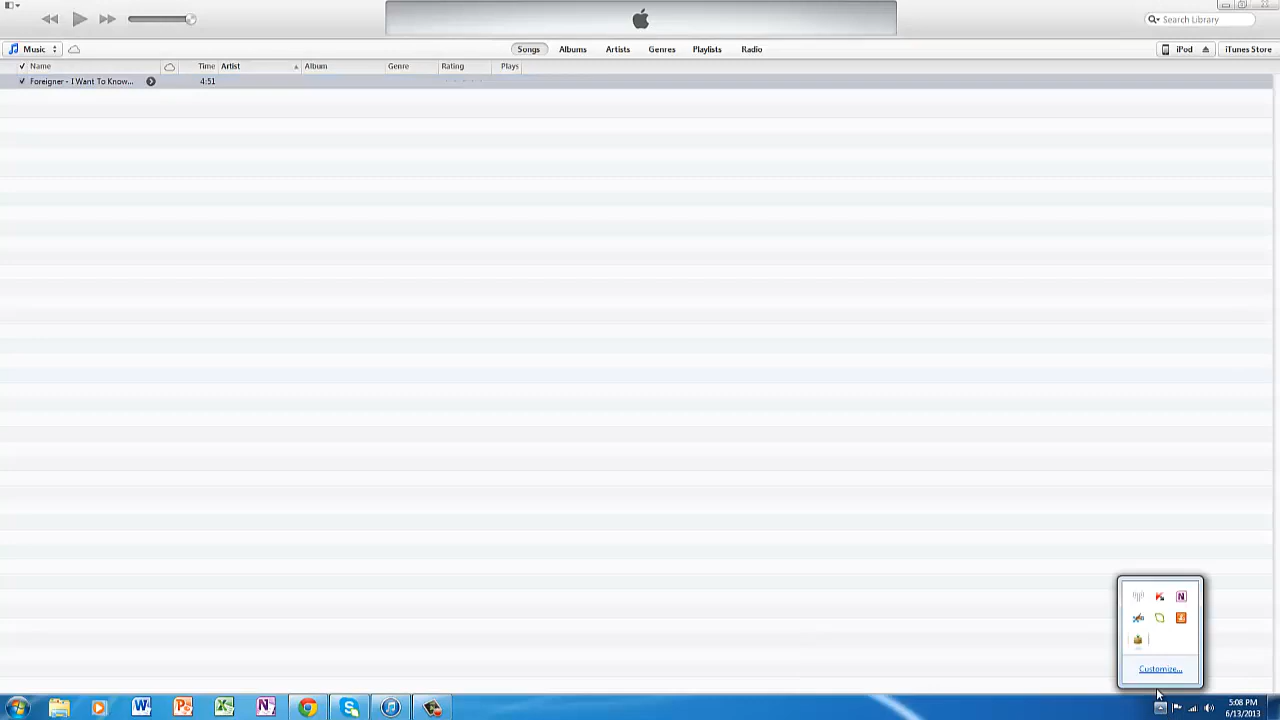 Search Library
Music
Songs Albums Artists Genres Playlists Radio
iPod
iTunes Store
✓ Name Time Artist Album Genre Rating Plays
✓ Foreigner - I Want To Know... 4:51
Customize...
5:08 PM
6/13/2013